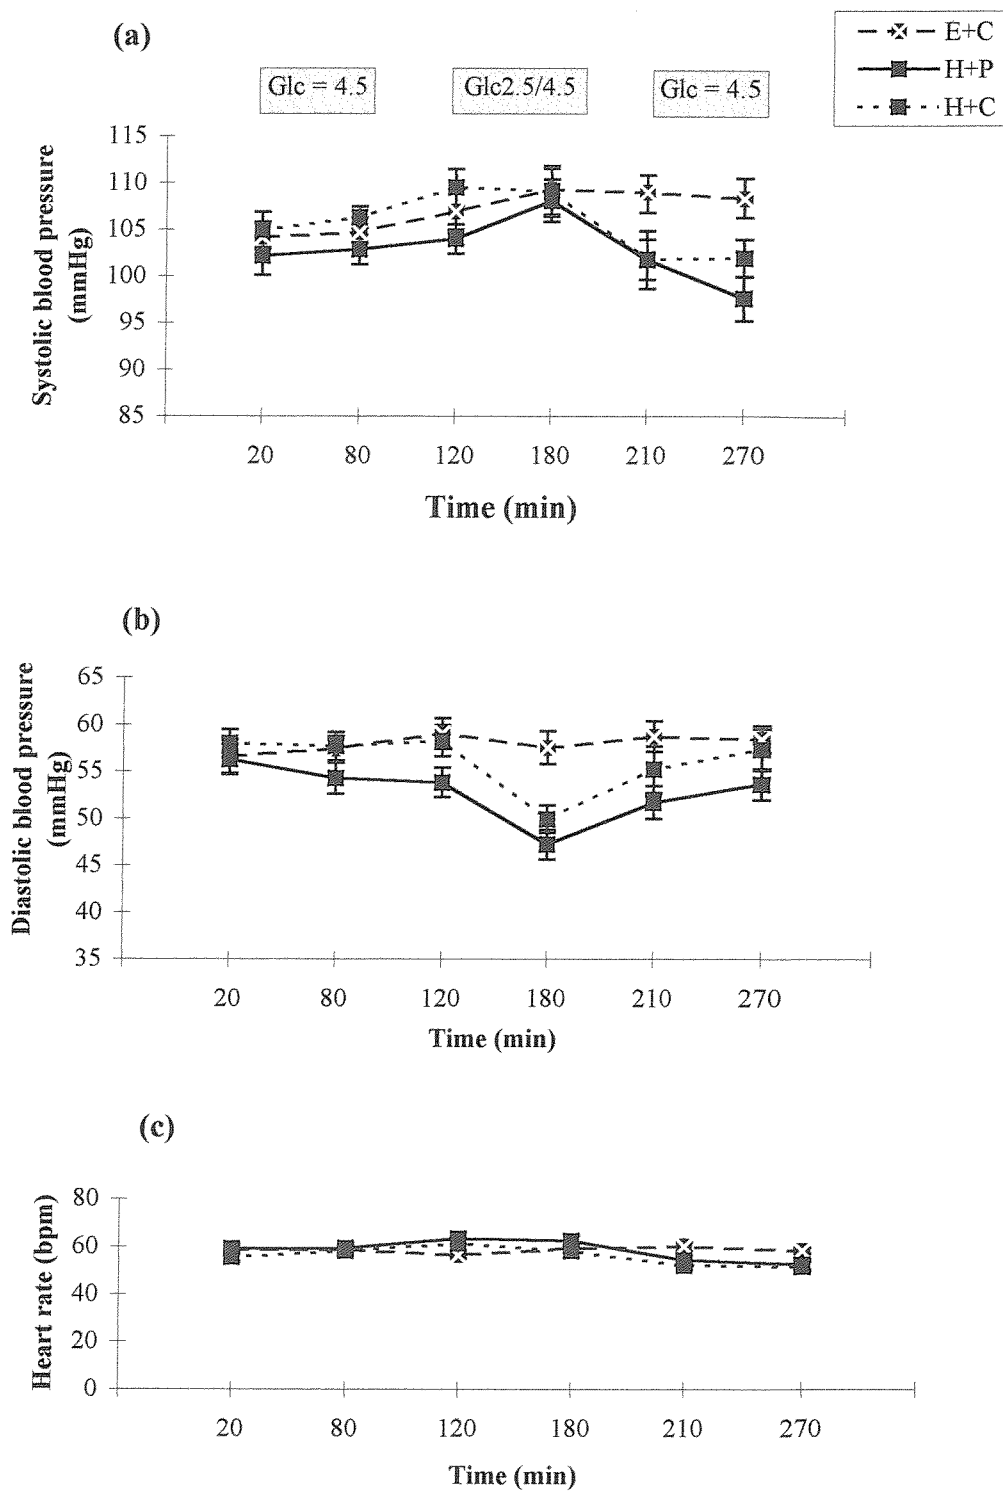 (a)
E+C
H+P
H+C
Glc = 4.5
Glc2.5/4.5
Glc = 4.5
Systolic blood pressure
(mmHg)
115
110
105
100
95
90
85
20 80 120 180 210 270
Time (min)
(b)
Diastolic blood pressure
(mmHg)
65
60
55
50
45
40
35
20 80 120 180 210 270
Time (min)
(c)
Heart rate (bpm)
80
60
40
20
0
20 80 120 180 210 270
Time (min)